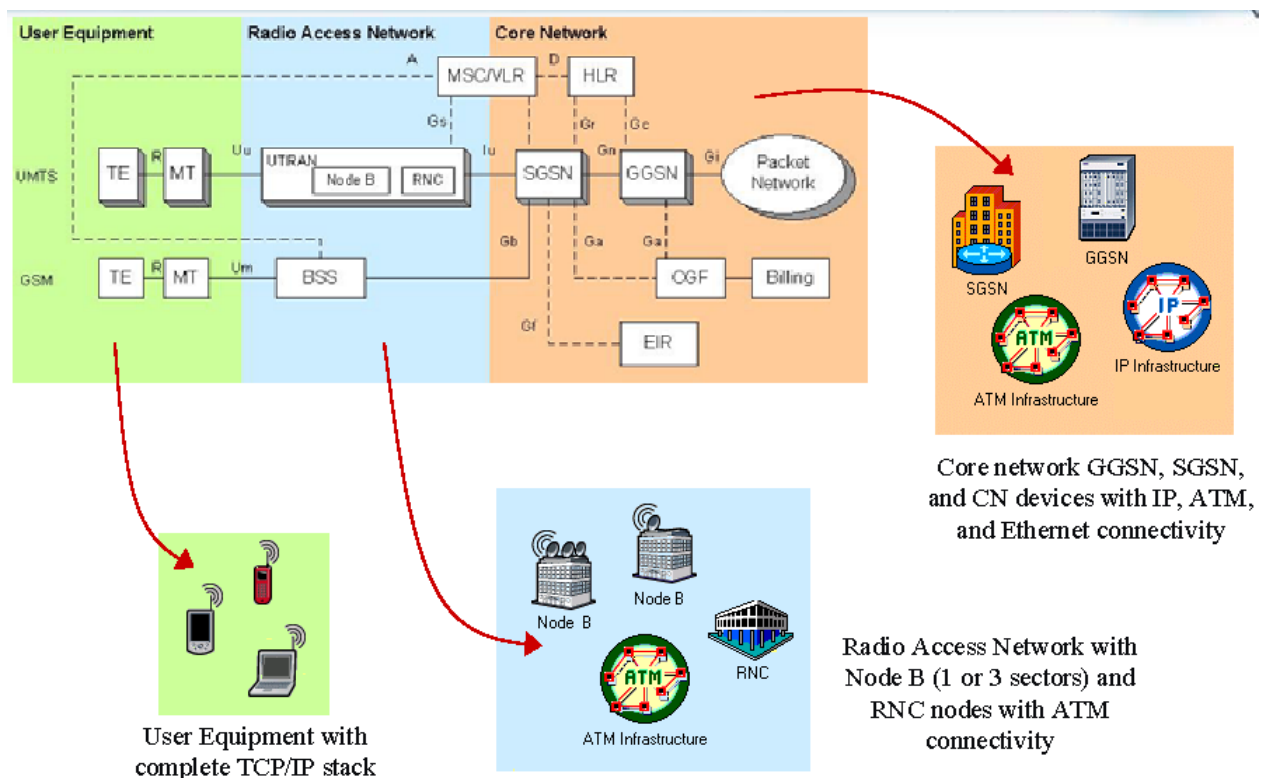 User Equipment
Radio Access Network
Core Network
A
MSC/VLR
D
HLR
Gs
Gr
Gc
UMTS
TE
R
MT
Uu
UTRAN
Node B
RNC
Iu
SGSN
Gn
GGSN
Gi
Packet
Network
Gb
Ga
Ga
GSM
TE
R
MT
Um
BSS
CGF
Billing
Gf
EIR
SGSN
GGSN
ATM
ATM Infrastructure
IP
IP Infrastructure
Core network GGSN, SGSN,
and CN devices with IP, ATM,
and Ethernet connectivity
User Equipment with
complete TCP/IP stack
Node B
Node B
RNC
ATM
ATM Infrastructure
Radio Access Network with
Node B (1 or 3 sectors) and
RNC nodes with ATM
connectivity